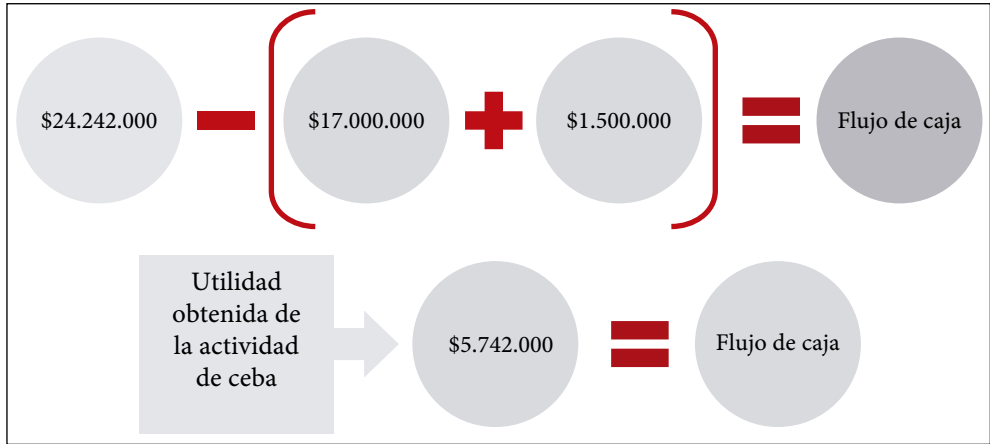 $24.242.000 - ( $17.000.000 + $1.500.000 ) = Flujo de caja
Utilidad
obtenida de
la actividad
de ceba
$5.742.000 = Flujo de caja